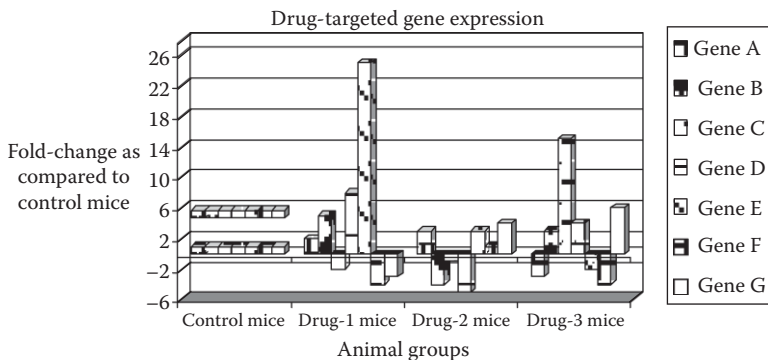 Drug-targeted gene expression
26
22
18
14
10
6
2
−2
−6
Fold-change as
compared to
control mice
Control mice
Drug-1 mice
Drug-2 mice
Drug-3 mice
Animal groups
Gene A
Gene B
Gene C
Gene D
Gene E
Gene F
Gene G